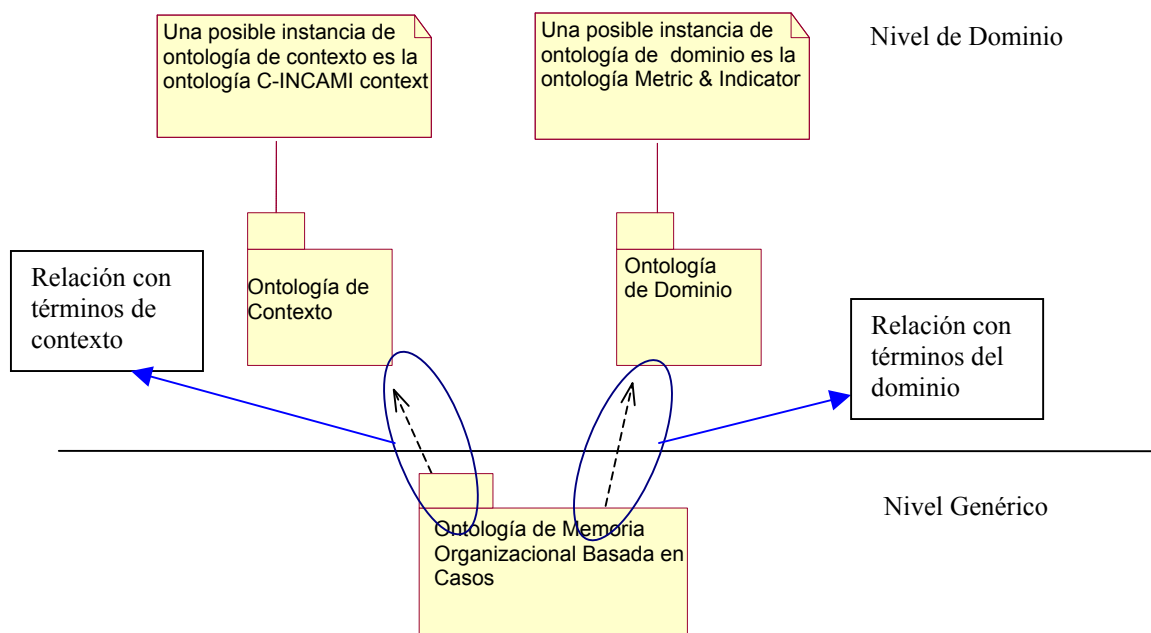 Una posible instancia de
ontología de contexto es la
ontología C-INCAMI context
Una posible instancia de
ontología de dominio es la
ontología Metric & Indicator
Nivel de Dominio
Relación con
términos de
contexto
Ontología de
Contexto
Ontología
de Dominio
Relación con
términos del
dominio
Nivel Genérico
Ontología de Memoria
Organizacional Basada en
Casos